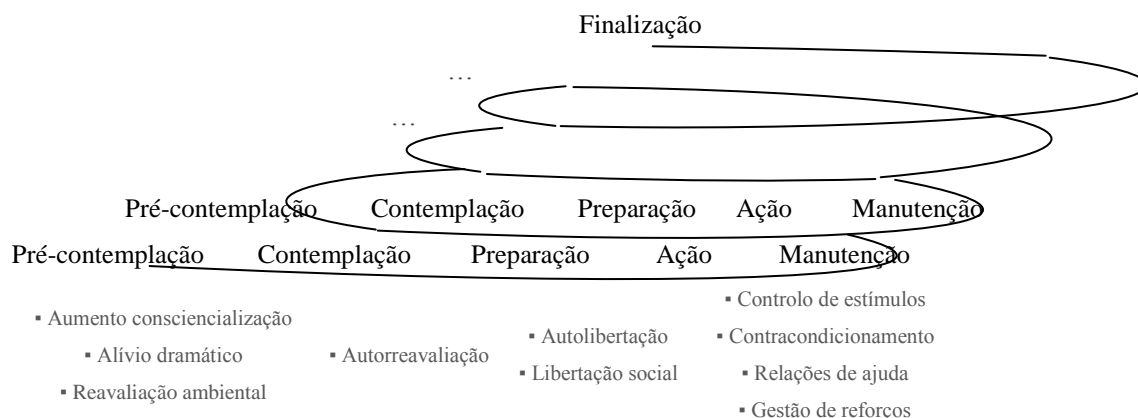 Finalização
…
…
Pré-contemplação Contemplação Preparação Ação Manutenção
Pré-contemplação Contemplação Preparação Ação Manutenção
▪ Aumento consciencialização
▪ Alívio dramático
▪ Reavaliação ambiental
▪ Autorreavaliação
▪ Autolibertação
▪ Libertação social
▪ Controlo de estímulos
▪ Contracondicionamento
▪ Relações de ajuda
▪ Gestão de reforços